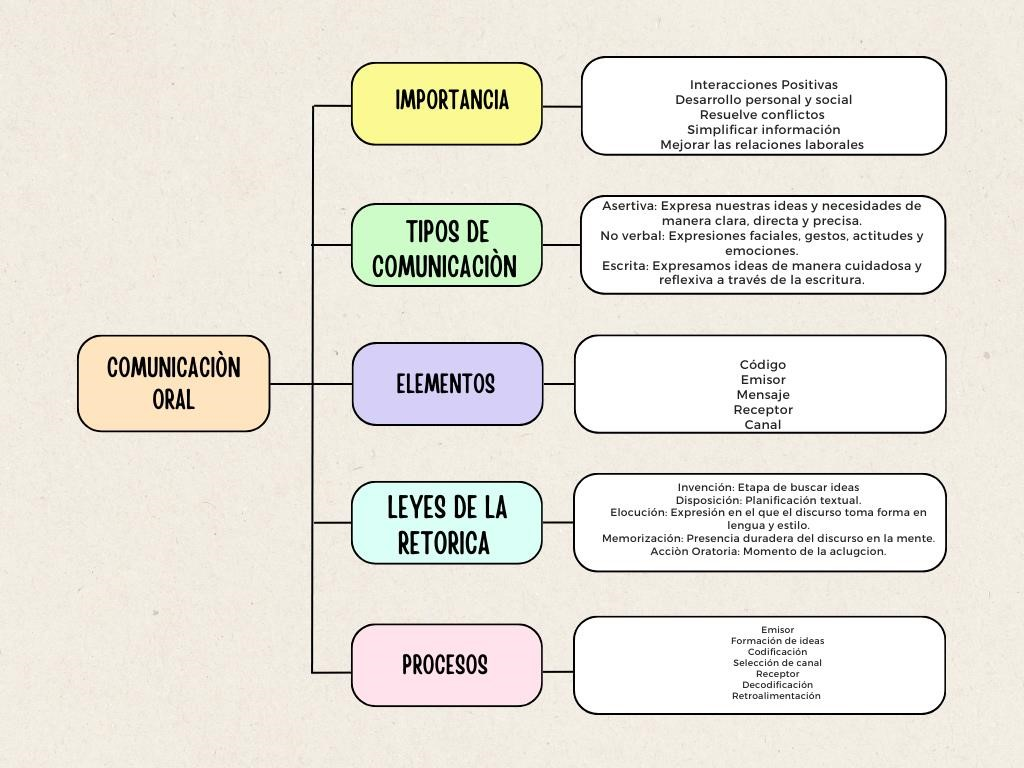 COMUNICACIÒN
ORAL
IMPORTANCIA
Interacciones Positivas
Desarrollo personal y social
Resuelve conflictos
Simplificar información
Mejorar las relaciones laborales
TIPOS DE
COMUNICACIÒN
Asertiva: Expresa nuestras ideas y necesidades de
manera clara, directa y precisa.
No verbal: Expresiones faciales, gestos, actitudes y
emociones.
Escrita: Expresamos ideas de manera cuidadosa y
reflexiva a través de la escritura.
ELEMENTOS
Código
Emisor
Mensaje
Receptor
Canal
LEYES DE LA
RETORICA
Invención: Etapa de buscar ideas
Disposición: Planificación textual.
Elocución: Expresión en el que el discurso toma forma en
lengua y estilo.
Memorización: Presencia duradera del discurso en la mente.
Acciòn Oratoria: Momento de la aclugcion.
PROCESOS
Emisor
Formación de ideas
Codificación
Selección de canal
Receptor
Decodificación
Retroalimentación